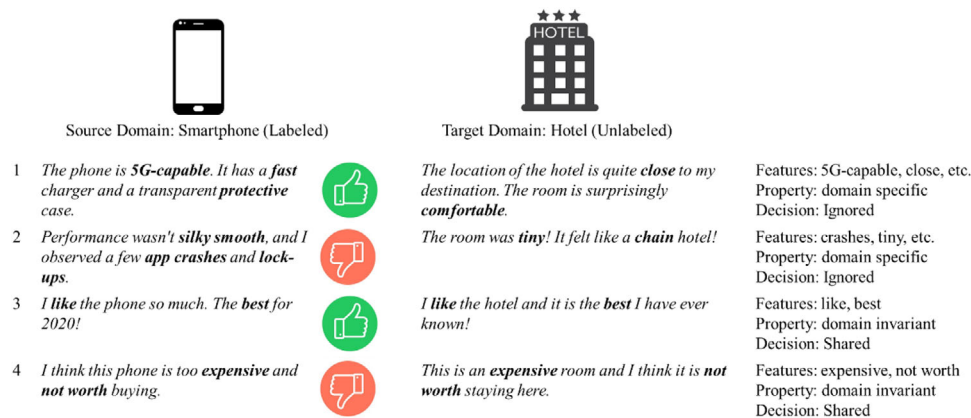 HOTEL
Source Domain: Smartphone (Labeled)
Target Domain: Hotel (Unlabeled)
1
The phone is 5G-capable. It has a fast
charger and a transparent protective
case.
The location of the hotel is quite close to my
destination. The room is surprisingly
comfortable.
Features: 5G-capable, close, etc.
Property: domain specific
Decision: Ignored
2
Performance wasn't silky smooth, and I
observed a few app crashes and lock-
ups.
The room was tiny! It felt like a chain hotel!
Features: crashes, tiny, etc.
Property: domain specific
Decision: Ignored
3
I like the phone so much. The best for
2020!
I like the hotel and it is the best I have ever
known!
Features: like, best
Property: domain invariant
Decision: Shared
4
I think this phone is too expensive and
not worth buying.
This is an expensive room and I think it is not
worth staying here.
Features: expensive, not worth
Property: domain invariant
Decision: Shared